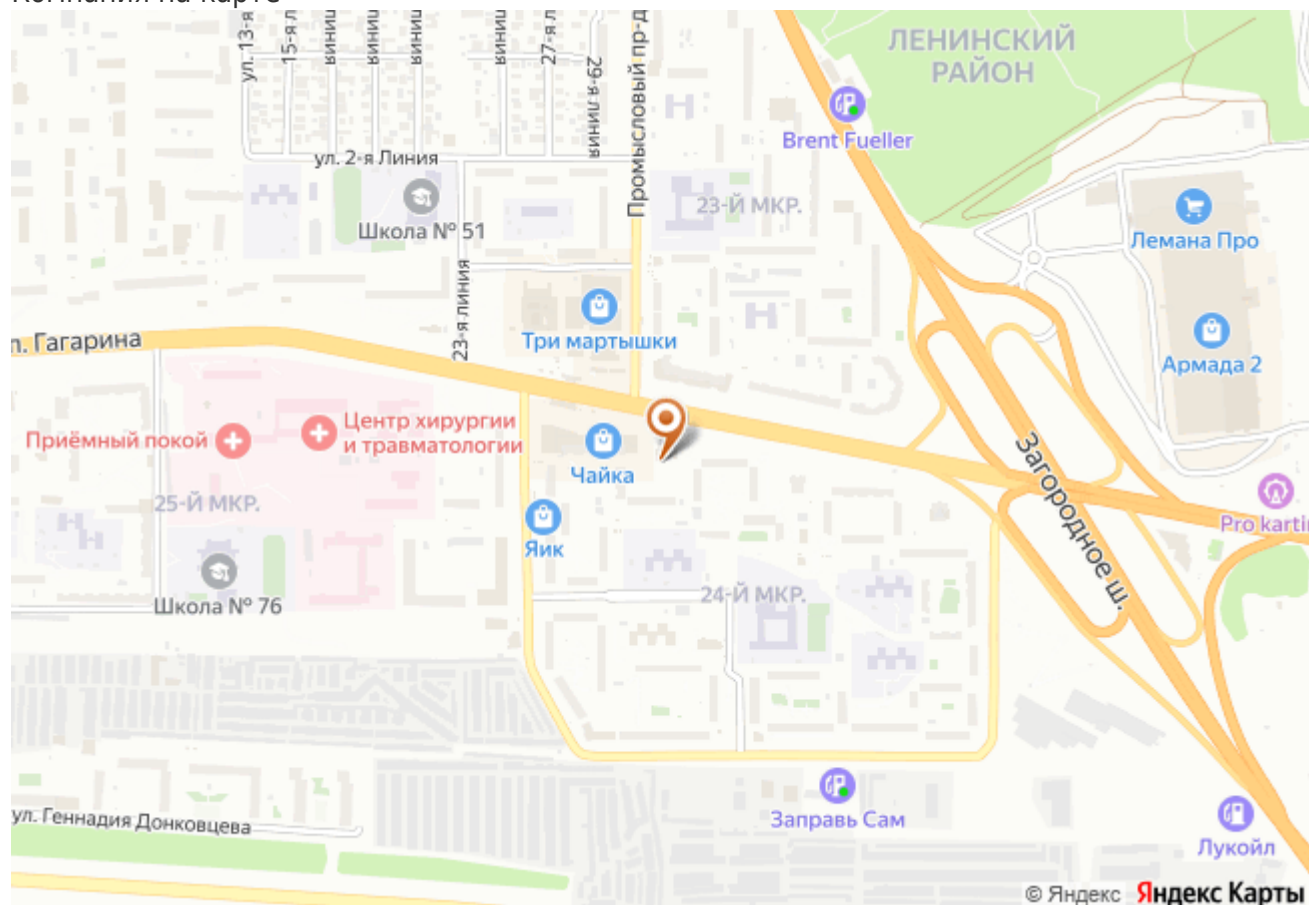 ул. 13-я
15-я л
27-я л
29-я линия
Промысловый пр-д
ЛЕНИНСКИЙ
РАЙОН
Brent Fueller
ул. 2-я Линия
Школа № 51
23-Й МКР.
Лемана Про
23-я линия
Три мартышки
л. Гагарина
Армада 2
Приёмный покой
Центр хирургии
и травматологии
Чайка
Загородное ш.
25-Й МКР.
Яик
Pro kartin
Школа № 76
24-Й МКР.
Заправь Сам
ул. Геннадия Донковцева
Лукойл
© Яндекс Яндекс Карты